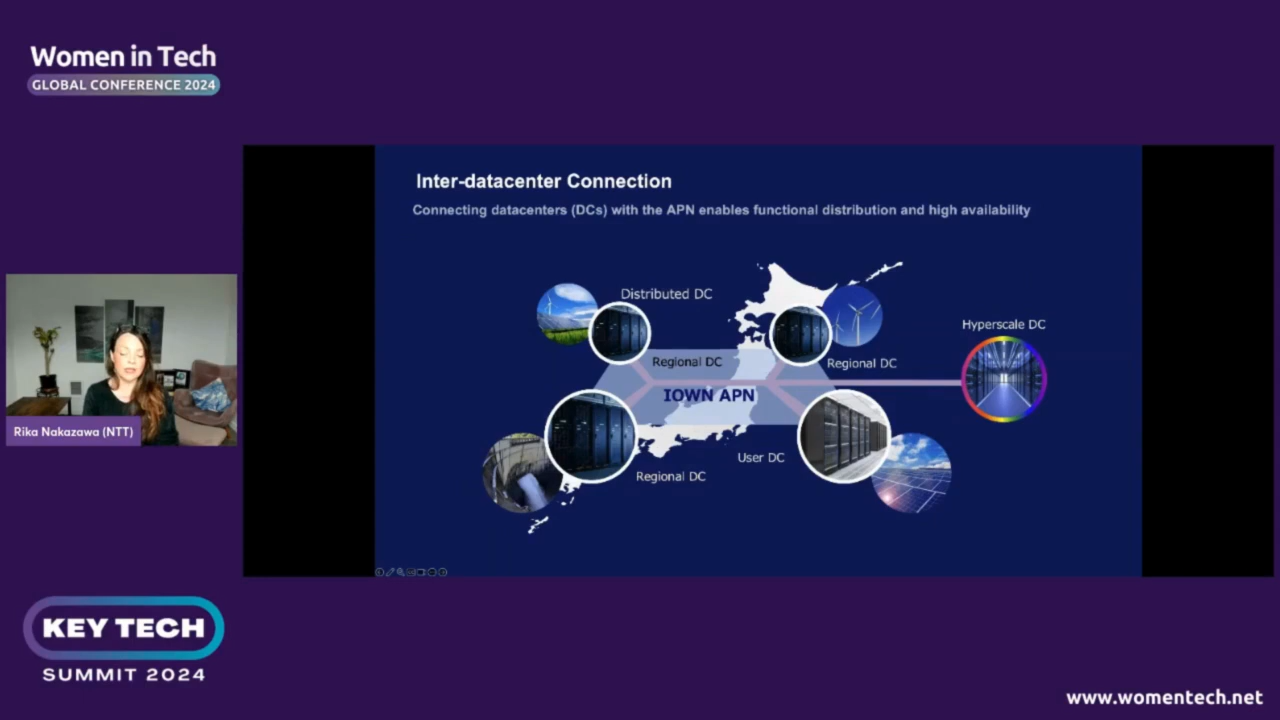 Women in Tech
GLOBAL CONFERENCE 2024
Inter-datacenter Connection
Connecting datacenters (DCs) with the APN enables functional distribution and high availability
Distributed DC
Hyperscale DC
Regional DC
Regional DC
IOWN APN
Rika Nakazawa (NTT)
User DC
Regional DC
KEY TECH
SUMMIT 2024
www.womentech.net